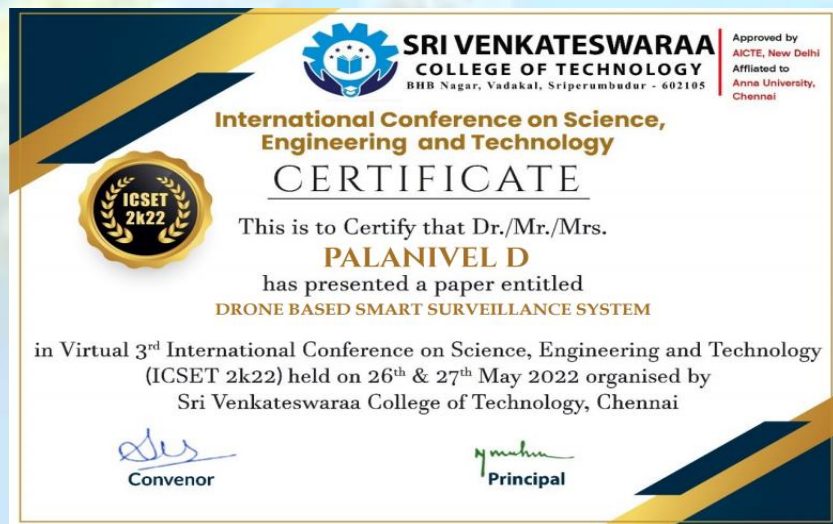 SRI VENKATESWARAA
COLLEGE OF TECHNOLOGY
BHB Nagar, Vadakal, Sriperumbudur - 602105
Approved by
AICTE, New Delhi
Affliated to
Anna University,
Chennai
International Conference on Science,
Engineering and Technology
CERTIFICATE
ICSET
2k22
This is to Certify that Dr./Mr./Mrs.
PALANIVEL D
has presented a paper entitled
DRONE BASED SMART SURVEILLANCE SYSTEM
in Virtual 3rd International Conference on Science, Engineering and Technology
(ICSET 2k22) held on 26th & 27th May 2022 organised by
Sri Venkateswaraa College of Technology, Chennai
Convenor
Principal